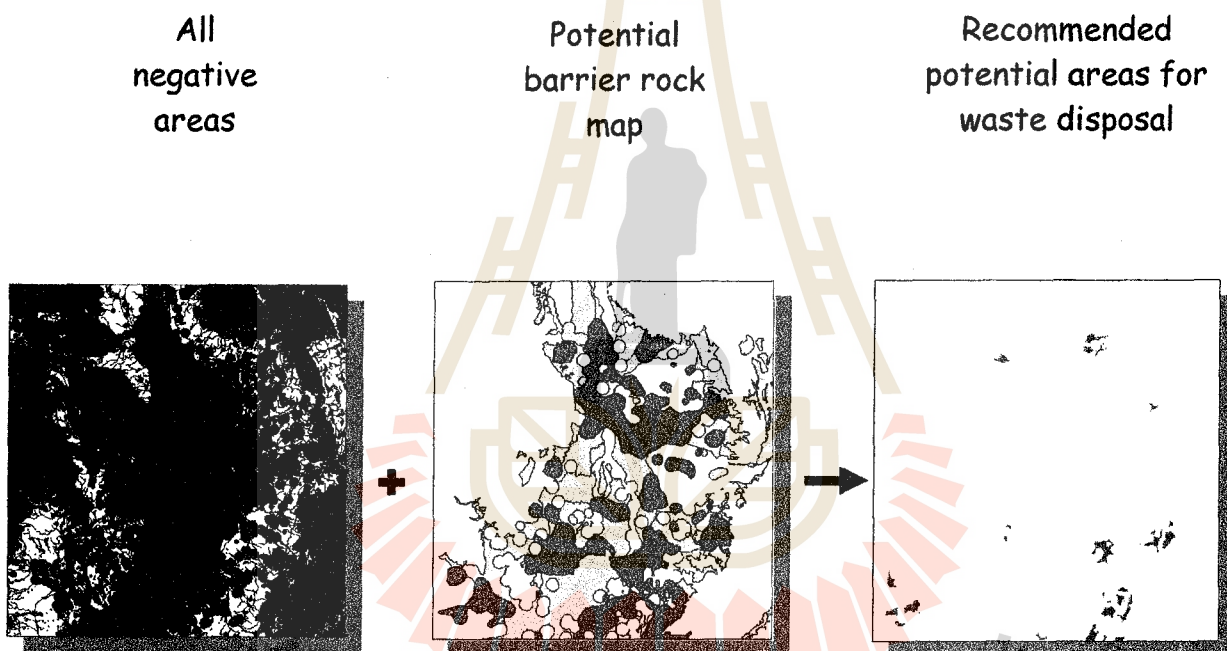 All
negative
areas
Potential
barrier rock
map
Recommended
potential areas for
waste disposal